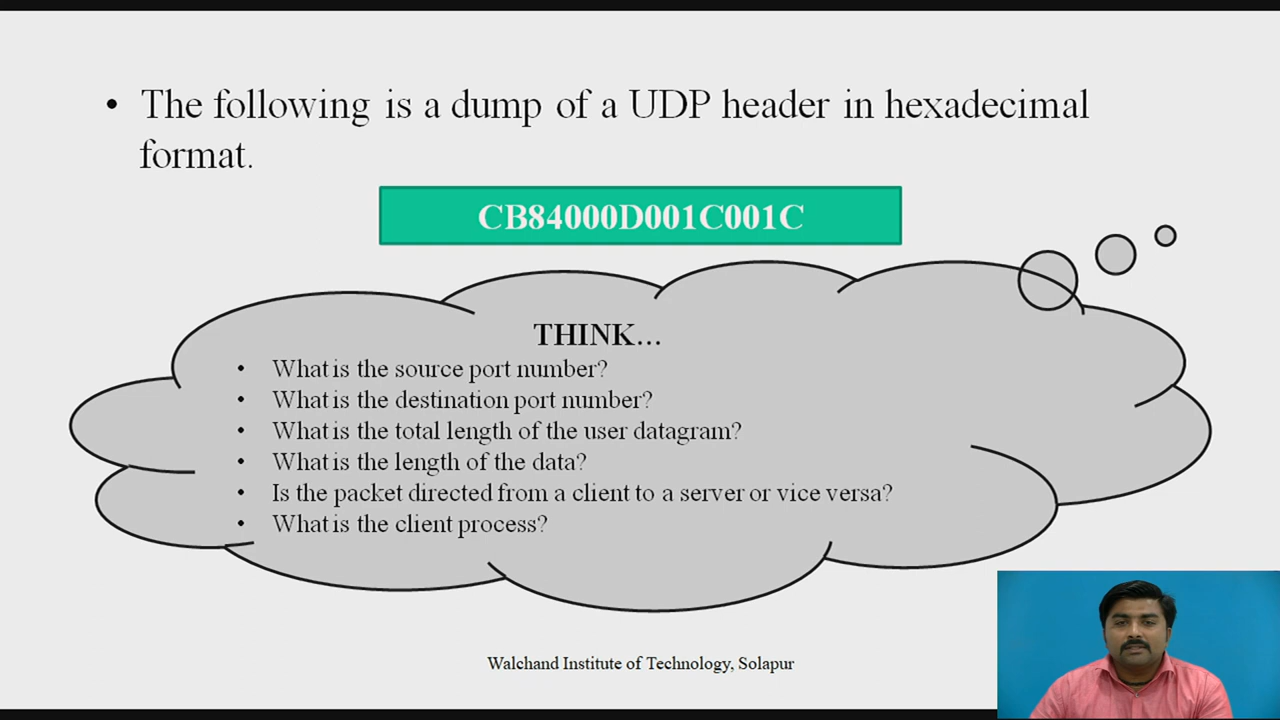 • The following is a dump of a UDP header in hexadecimal
format.
CB84000D001C001C
THINK…
• What is the source port number?
• What is the destination port number?
• What is the total length of the user datagram?
• What is the length of the data?
• Is the packet directed from a client to a server or vice versa?
• What is the client process?
Walchand Institute of Technology, Solapur